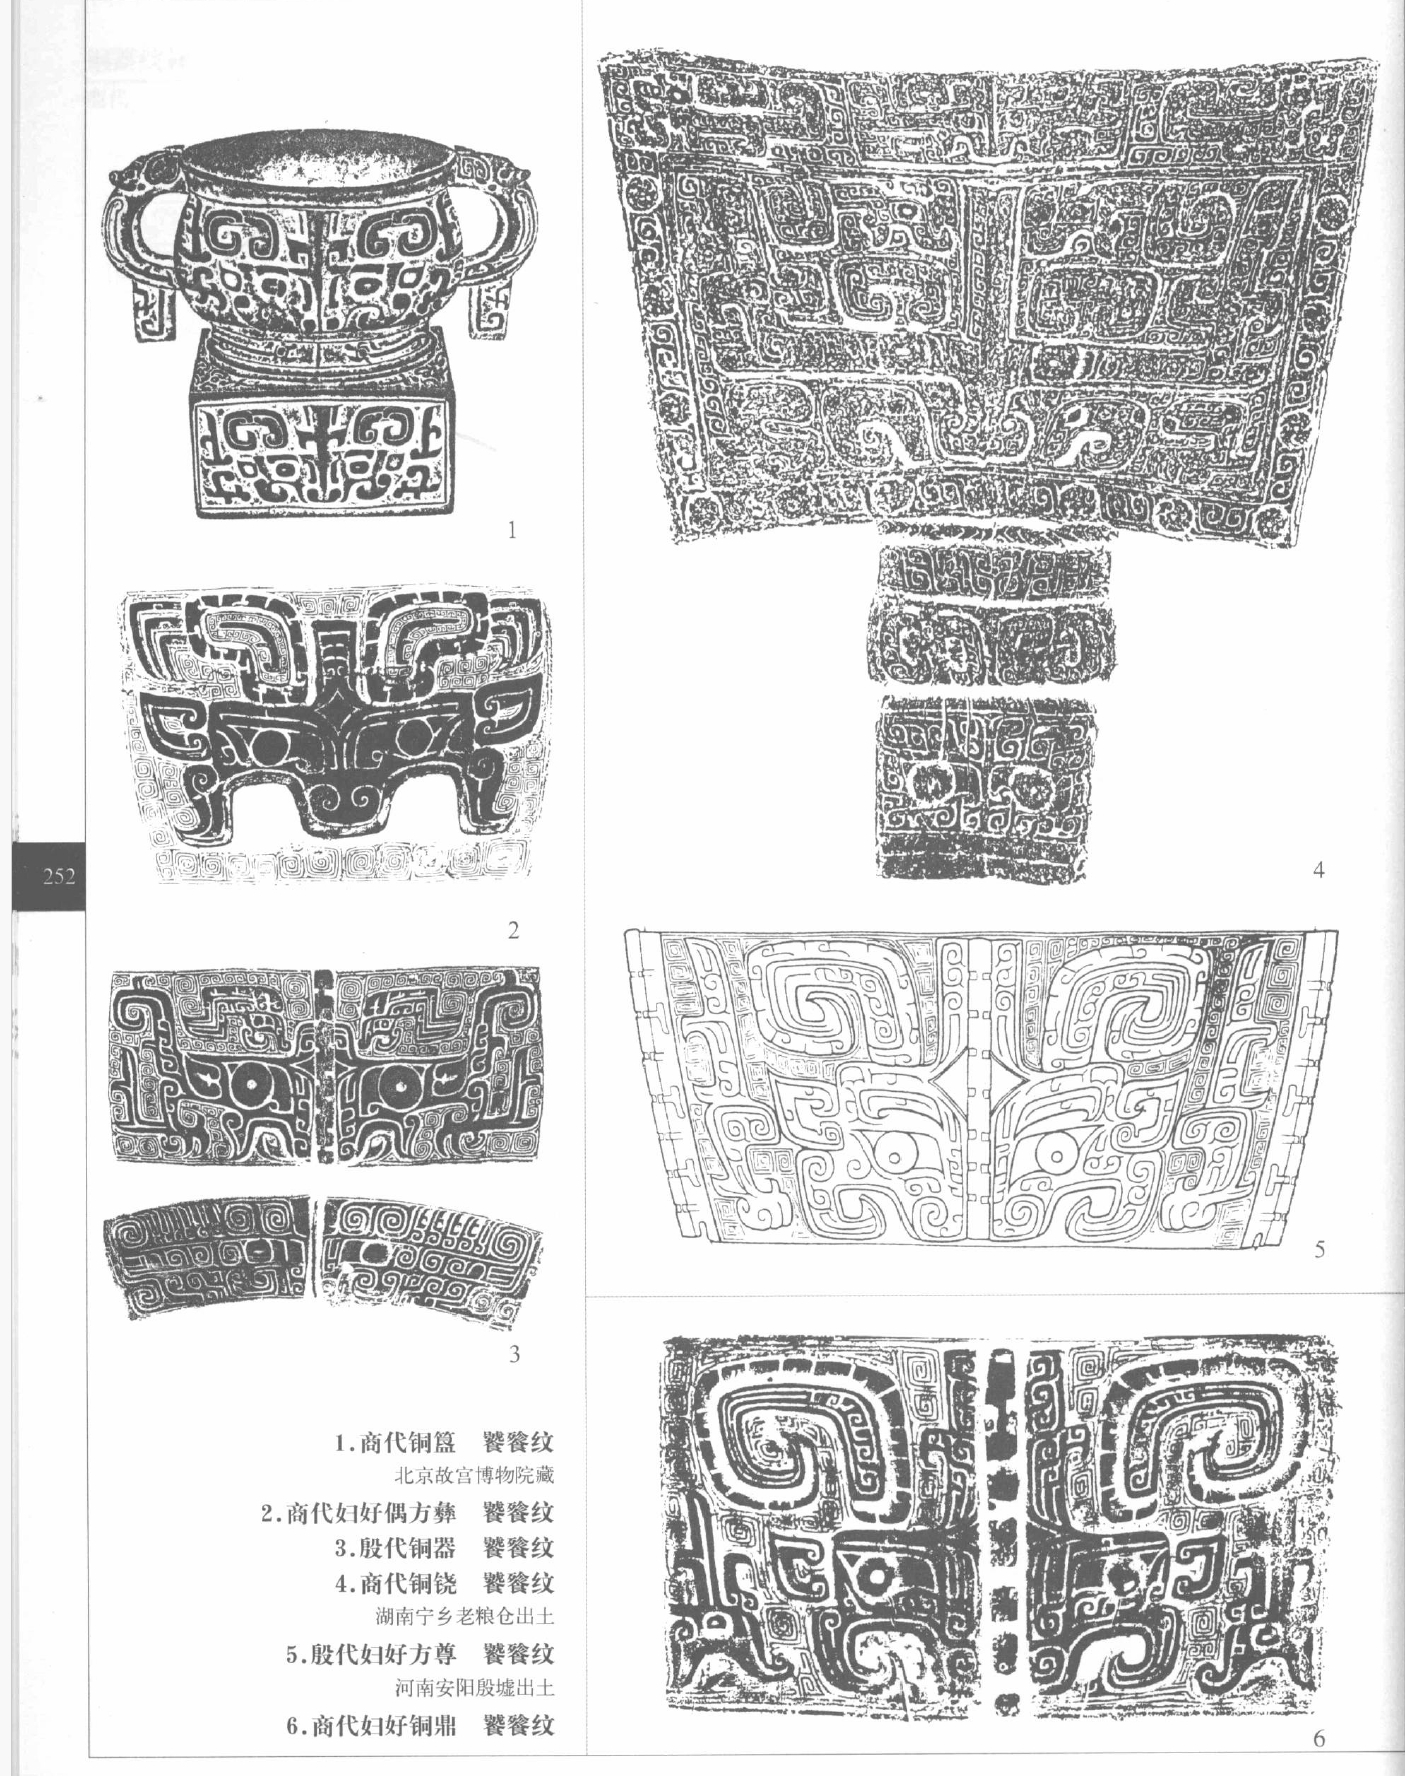 1
2
3
4
5
6
252
1.商代铜簋 饕餮纹
北京故宫博物院藏
2.商代妇好偶方彝 饕餮纹
3.殷代铜器 饕餮纹
4.商代铜铙 饕餮纹
湖南宁乡老粮仓出土
5.殷代妇好方尊 饕餮纹
河南安阳殷墟出土
6.商代妇好铜鼎 饕餮纹